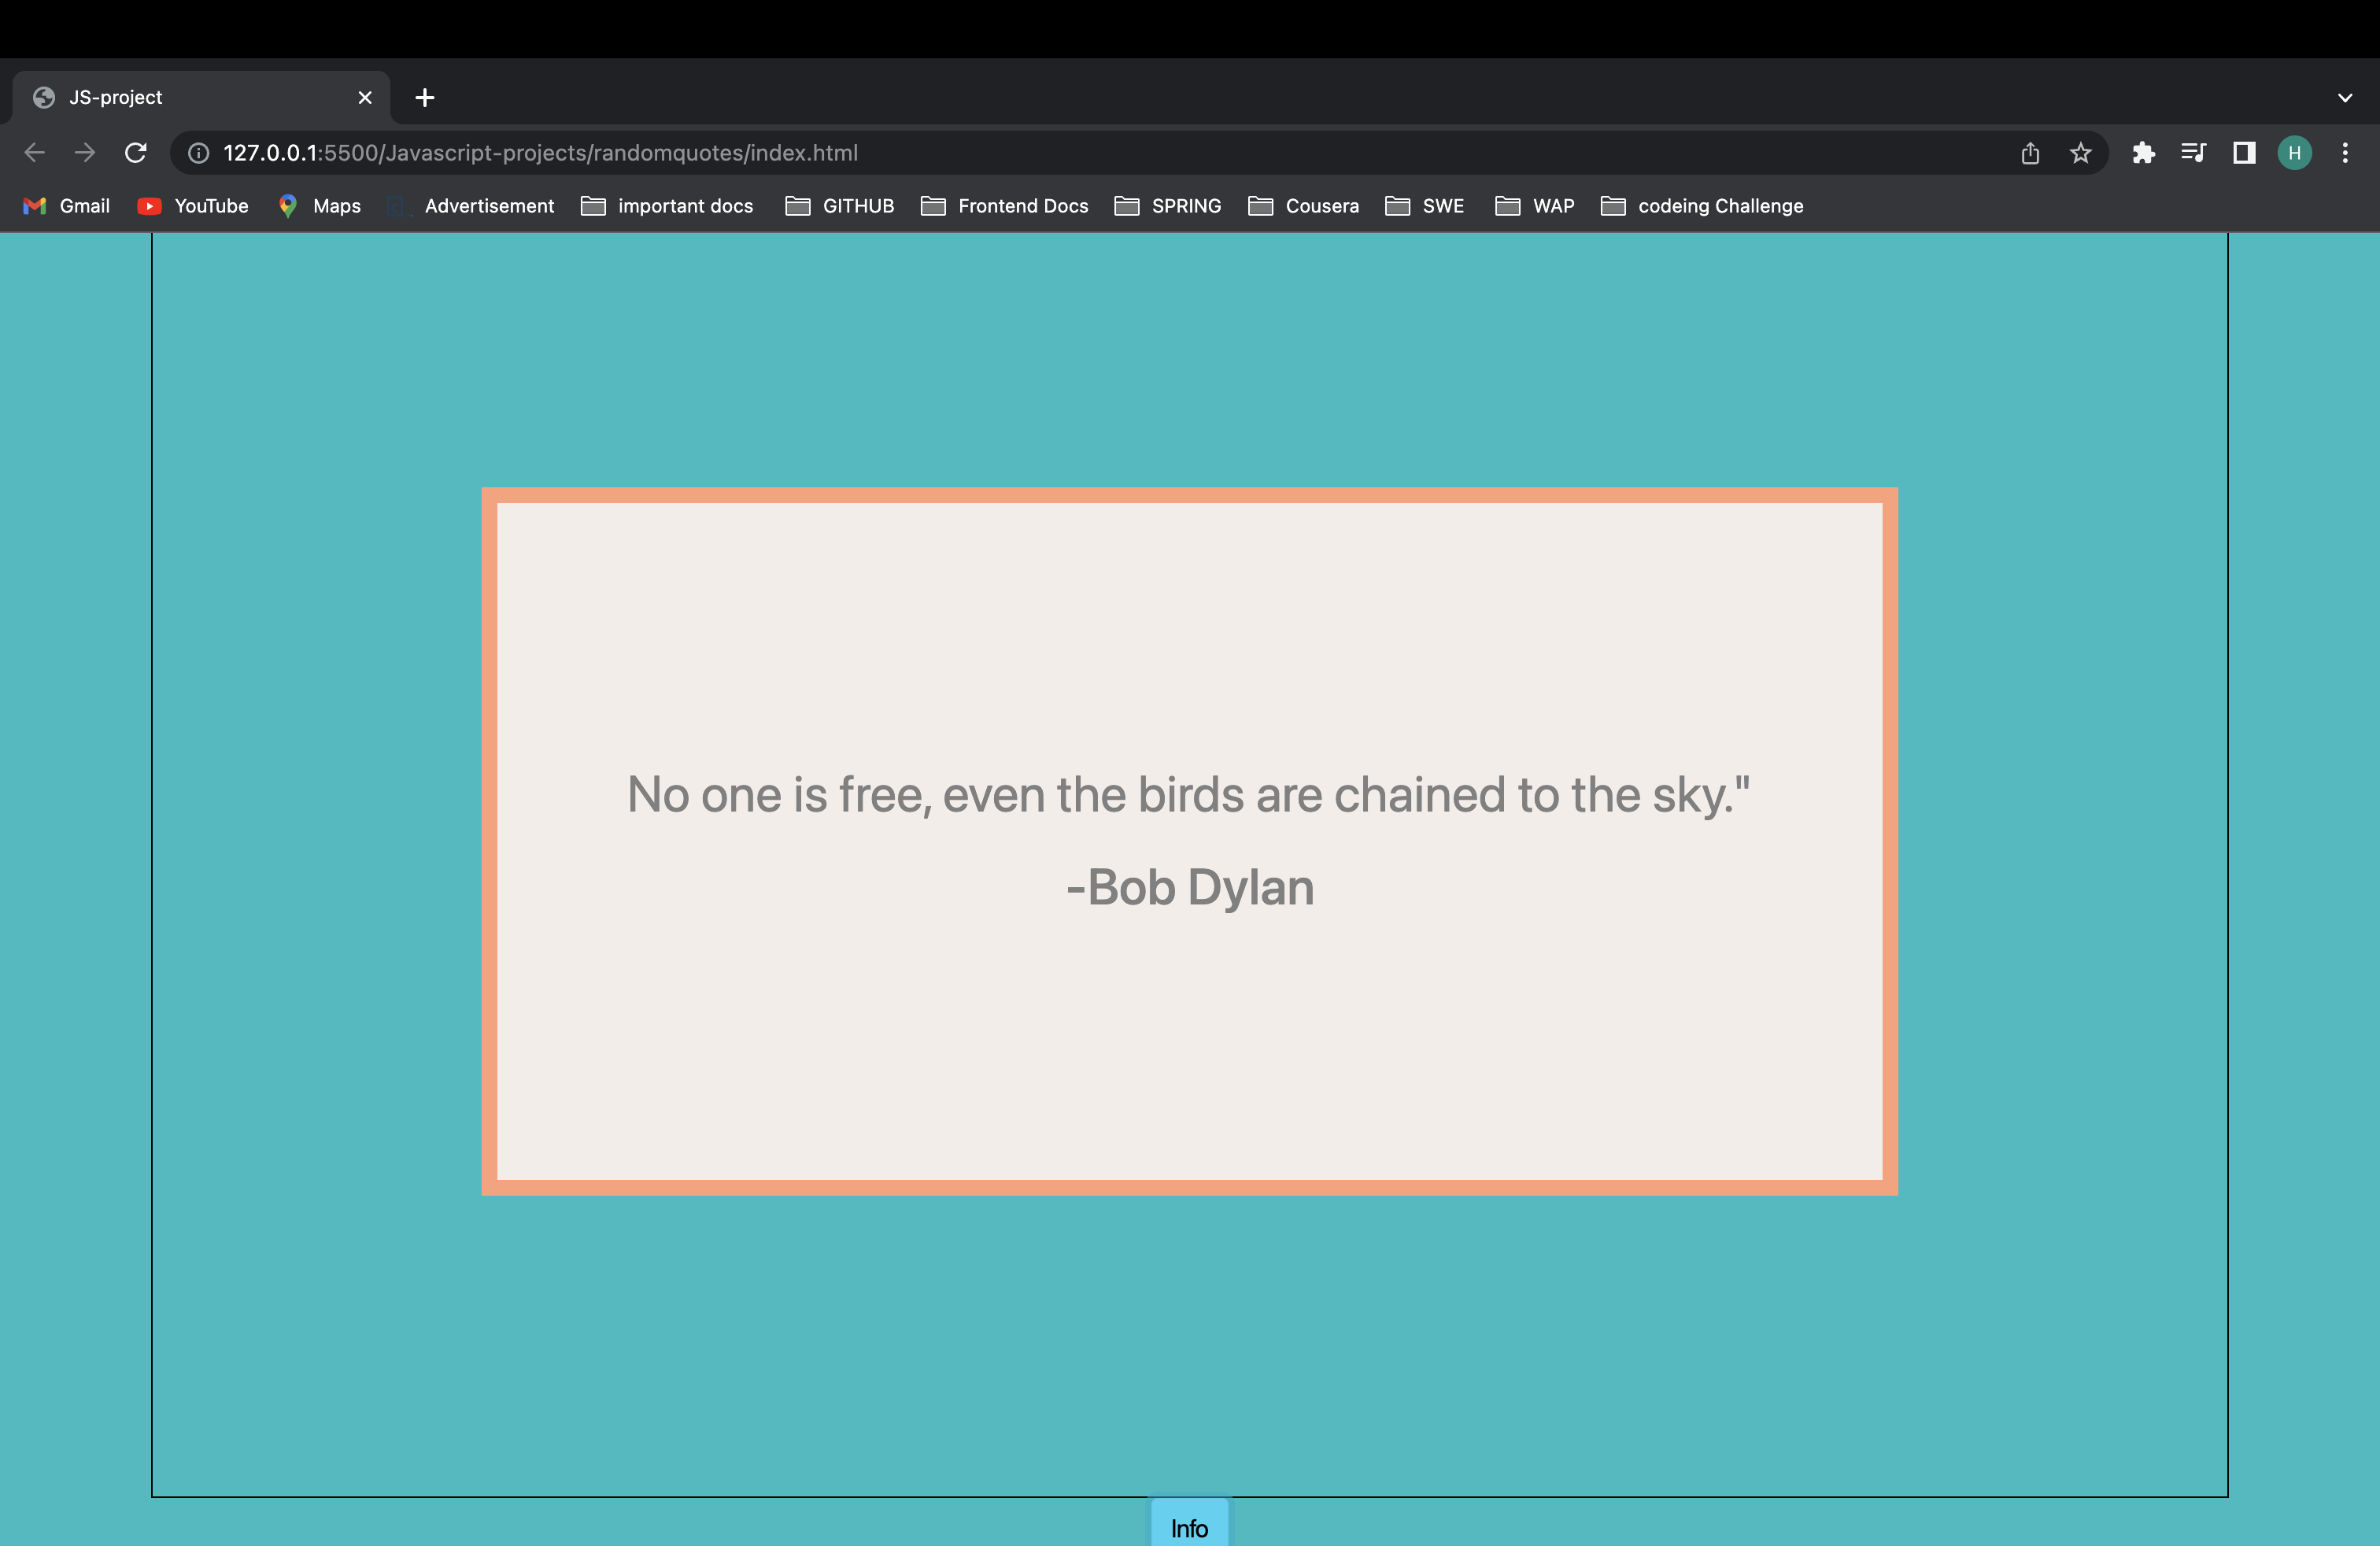 JS-project
127.0.0.1:5500/Javascript-projects/randomquotes/index.html
H
Gmail YouTube Maps Advertisement important docs GITHUB Frontend Docs SPRING Cousera SWE WAP codeing Challenge
No one is free, even the birds are chained to the sky."
-Bob Dylan
Info